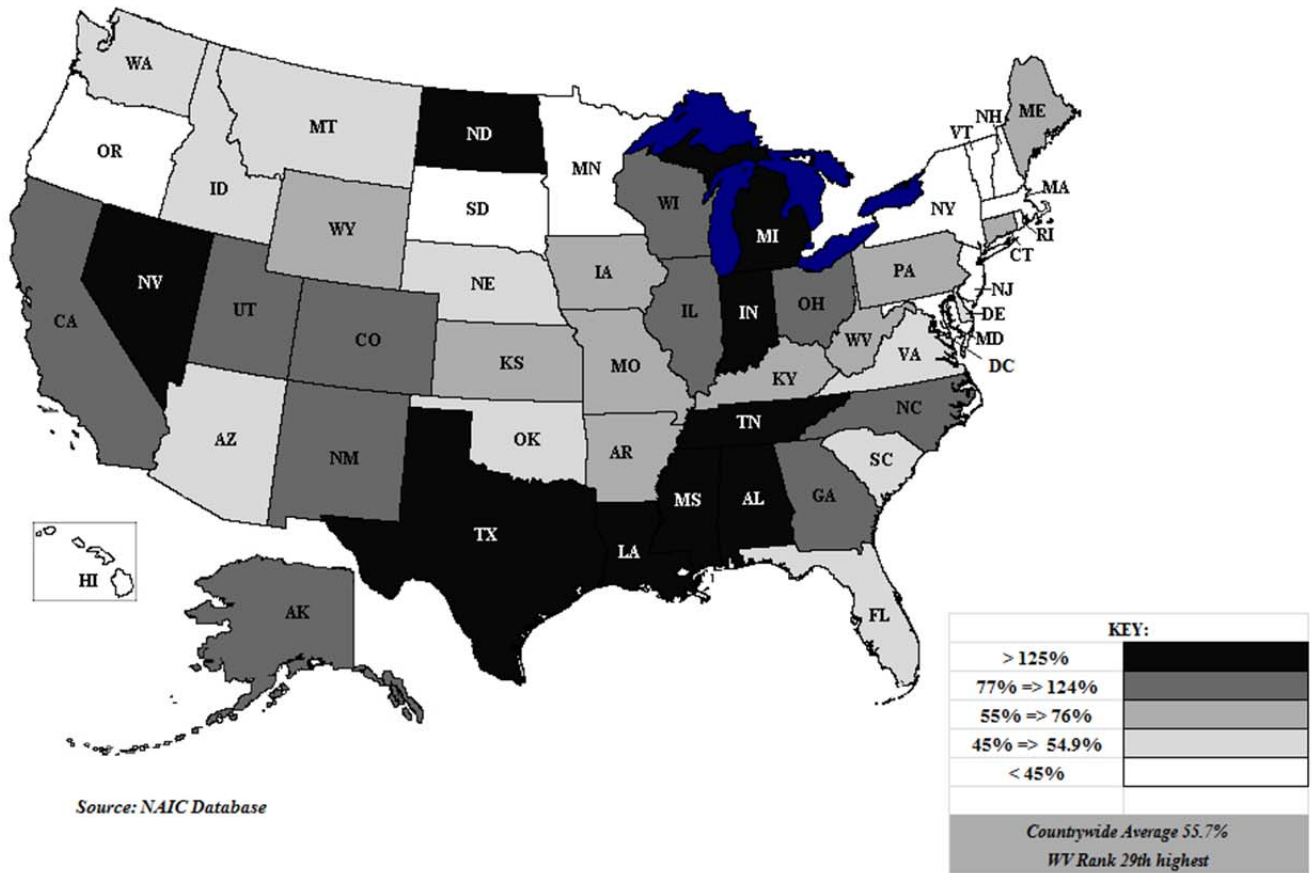 WA
MT
ND
OR
ID
SD
MN
WI
MI
NY
VT
NH
ME
MA
RI
CT
WY
NE
IA
PA
NJ
DE
MD
DC
NV
UT
CO
KS
MO
IL
IN
OH
WV
VA
KY
CA
AZ
NM
OK
AR
TN
NC
SC
GA
AL
MS
LA
TX
FL
HI
AK
KEY:
> 125%
77% => 124%
55% => 76%
45% => 54.9%
< 45%
Countrywide Average 55.7%
WV Rank 29th highest
Source: NAIC Database